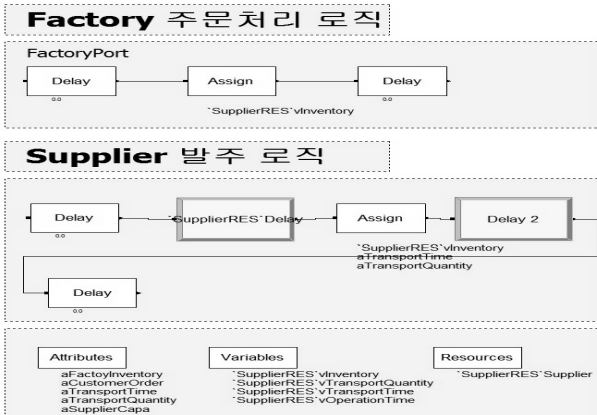 Factory 주문처리 로직
FactoryPort
Delay Assign Delay
0.0 0.0
`SupplierRES`vInventory
Supplier 발주 로직
Delay `SupplierRES`Delay Assign Delay 2
0.0
`SupplierRES`vInventory
aTransportTime
aTransportQuantity
Delay
0.0
Attributes Variables Resources
aFactoyInventory `SupplierRES`vInventory `SupplierRES`Supplier
aCustomerOrder `SupplierRES`vTransportQuantity
aTransportTime `SupplierRES`vTransportTime
aTransportQuantity `SupplierRES`vOperationTime
aSupplierCapa